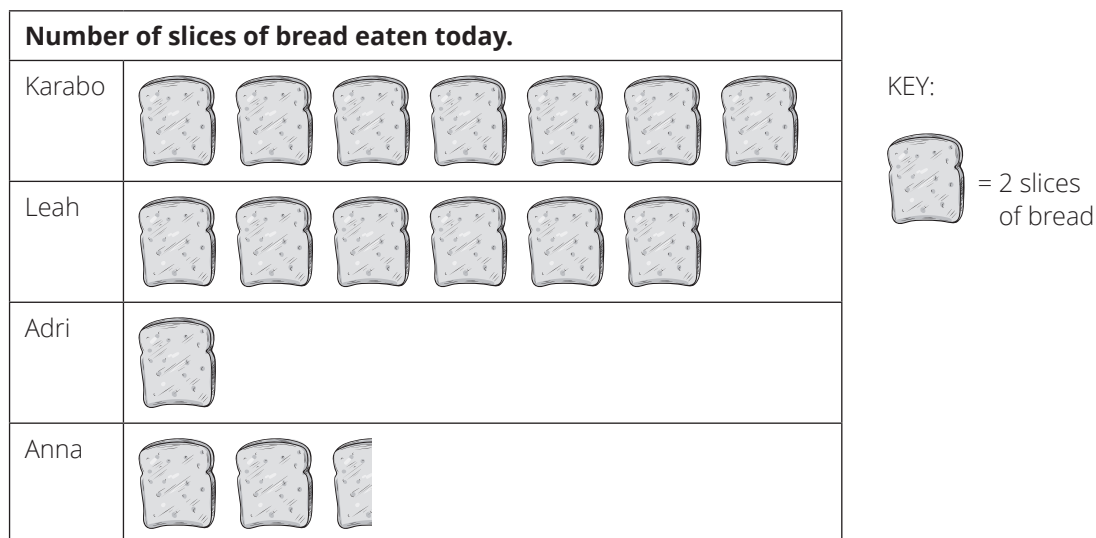 Number of slices of bread eaten today.
Karabo
KEY:
= 2 slices
of bread
Leah
Adri
Anna